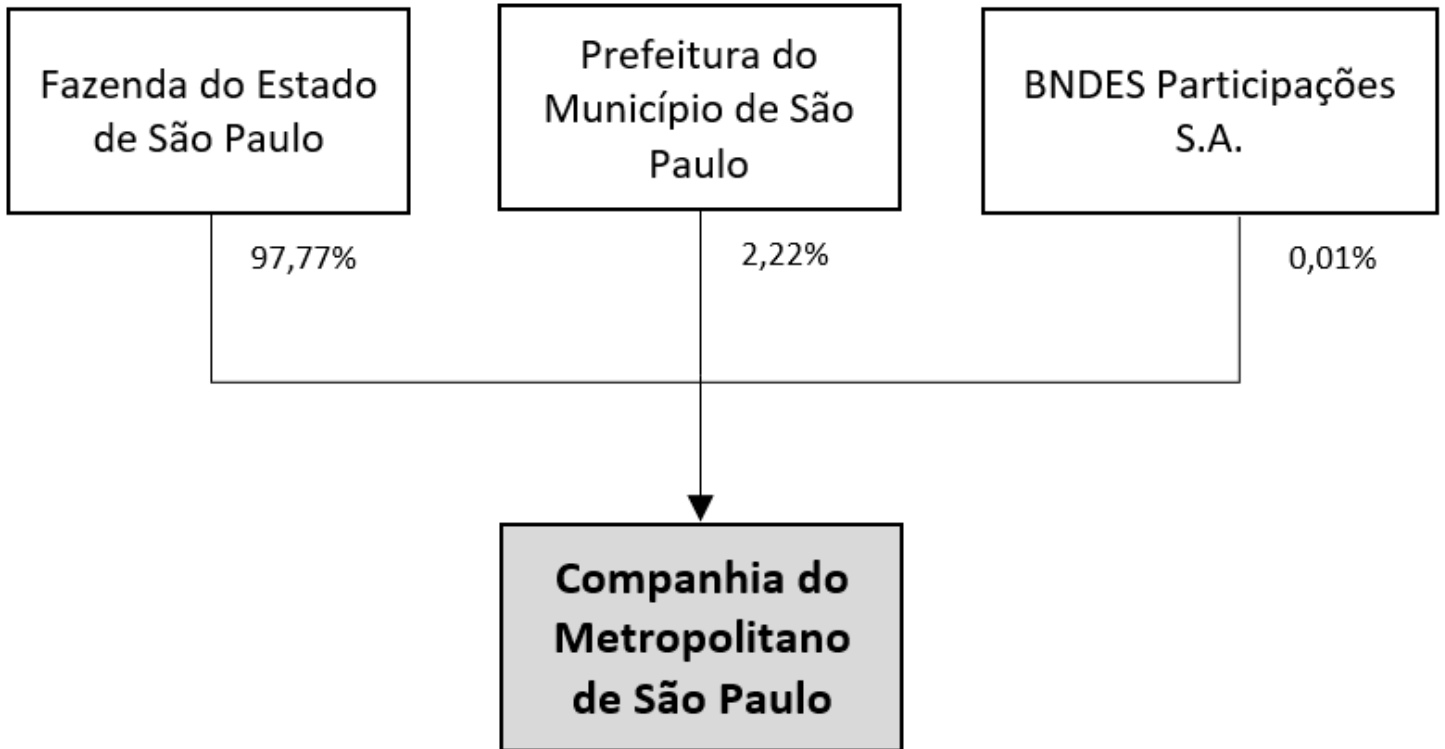 Fazenda do Estado
de São Paulo
Prefeitura do
Município de São
Paulo
BNDES Participações
S.A.
97,77%
2,22%
0,01%
Companhia do
Metropolitano
de São Paulo